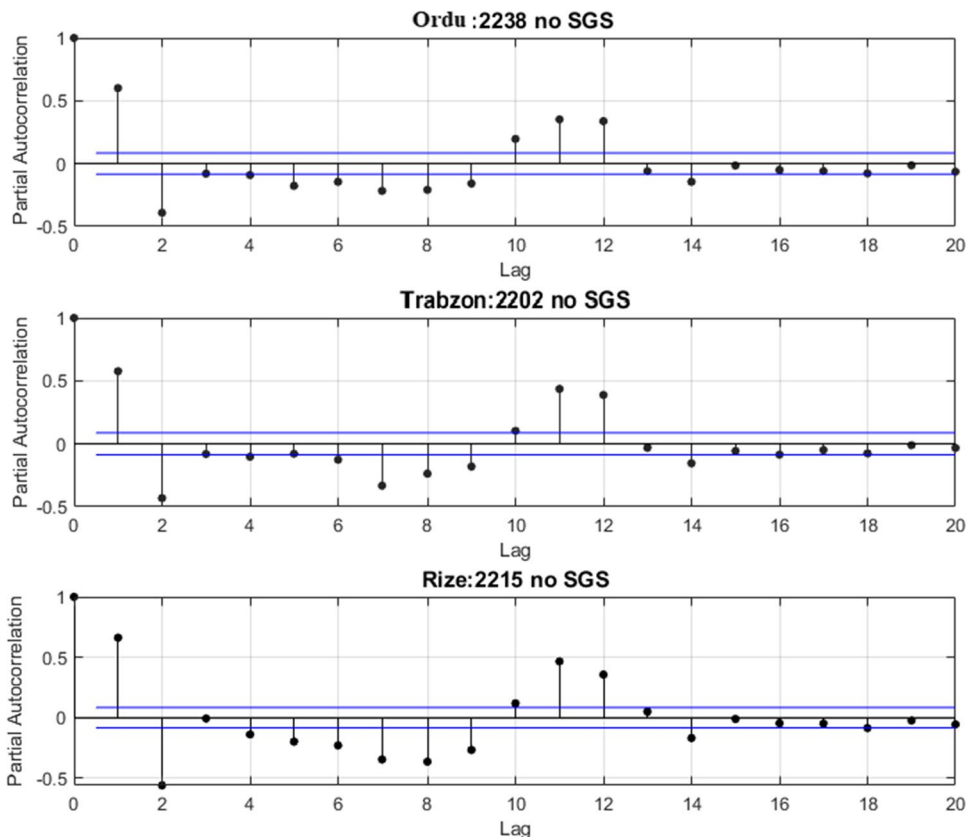 Ordu :2238 no SGS
Partial Autocorrelation
1
0.5
0
-0.5
0 2 4 6 8 10 12 14 16 18 20
Lag
Trabzon:2202 no SGS
Partial Autocorrelation
1
0.5
0
-0.5
0 2 4 6 8 10 12 14 16 18 20
Lag
Rize:2215 no SGS
Partial Autocorrelation
1
0.5
0
-0.5
0 2 4 6 8 10 12 14 16 18 20
Lag